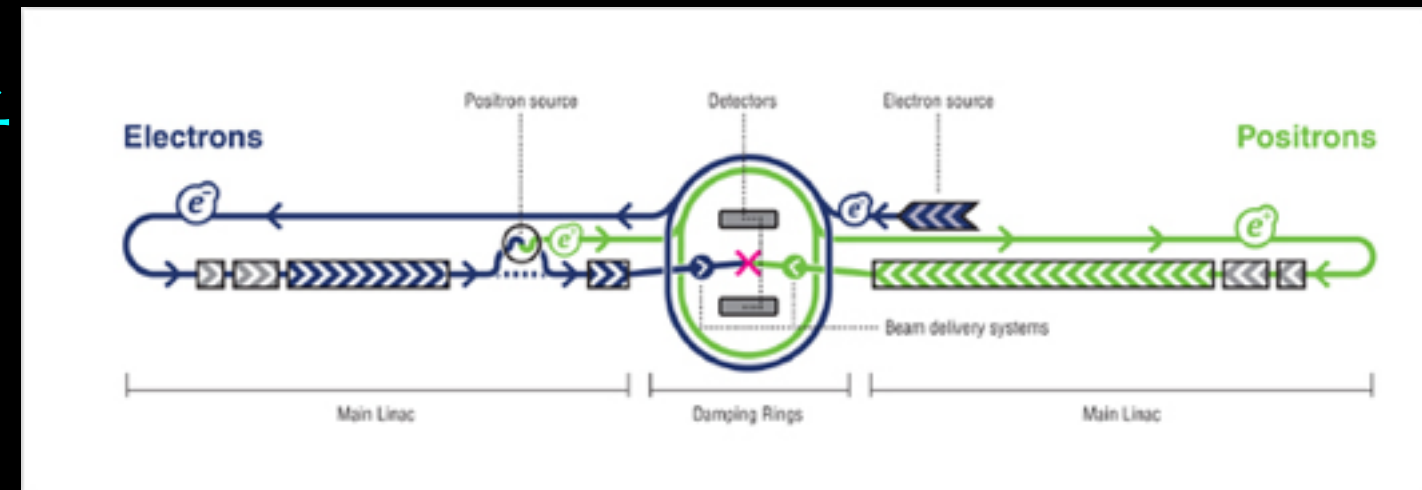 Positron source
Detectors
Electron source
Electrons
Positrons
e⁻
e⁻
e⁺
e⁺
Beam delivery systems
Main Linac
Damping Rings
Main Linac